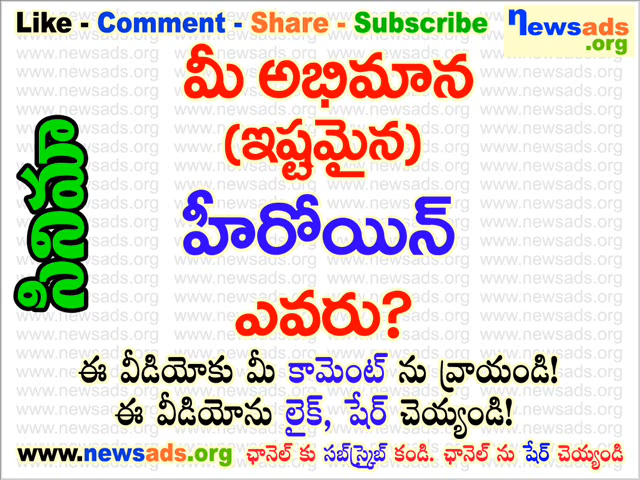 Like - Comment - Share - Subscribe
newsads
.org
మీ అభిమాన
(ఇష్టమైన)
హీరోయిన్
ఎవరు?
సినిమా
ఈ వీడియోకు మీ కామెంట్ ను వ్రాయండి!
ఈ వీడియోను లైక్, షేర్ చెయ్యండి!
www.newsads.org ఛానెల్ కు సబ్‌స్క్రైబ్ కండి. ఛానెల్ ను షేర్ చెయ్యండి